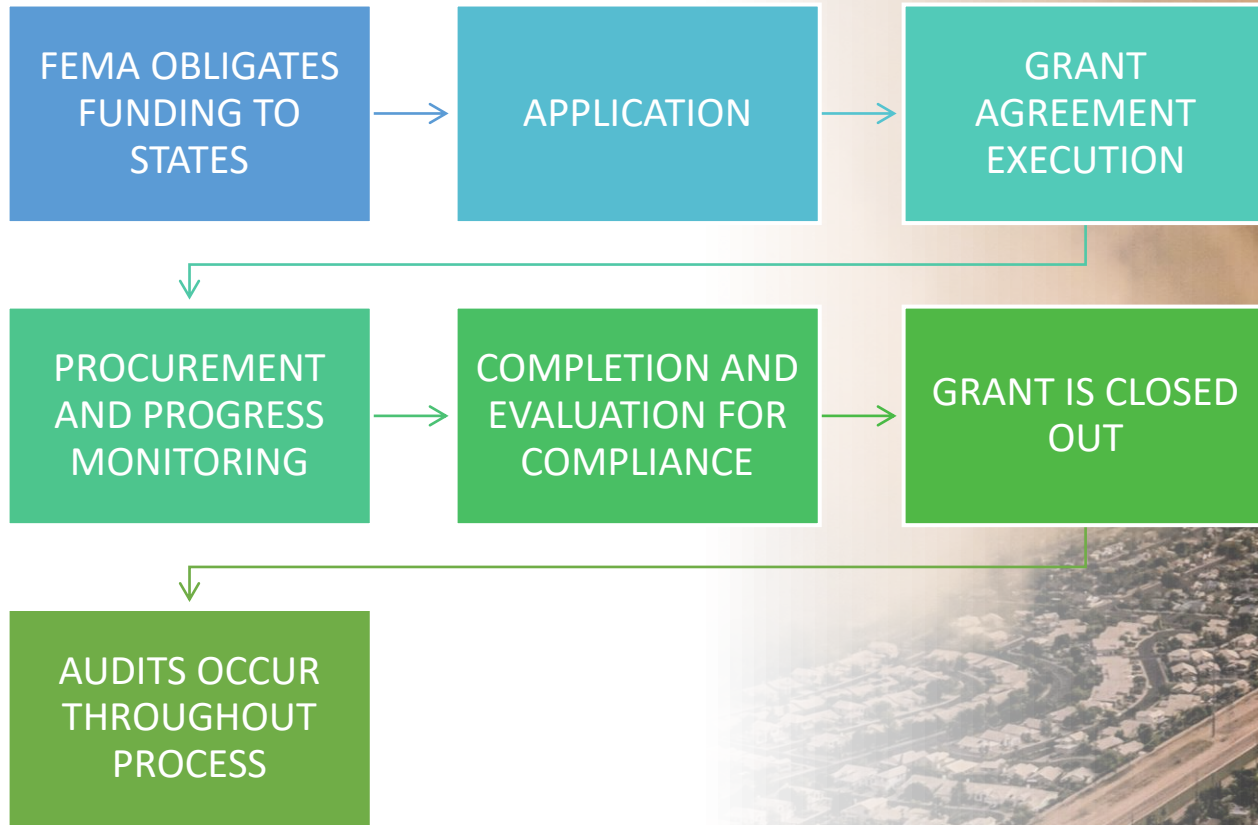 FEMA OBLIGATES
FUNDING TO
STATES
APPLICATION
GRANT
AGREEMENT
EXECUTION
PROCUREMENT
AND PROGRESS
MONITORING
COMPLETION AND
EVALUATION FOR
COMPLIANCE
GRANT IS CLOSED
OUT
AUDITS OCCUR
THROUGHOUT
PROCESS